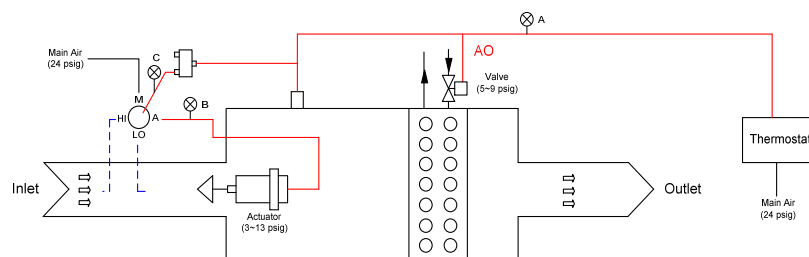 A
AO
C
Main Air
(24 psig)
Valve
(5~9 psig)
M
B
HI
A
LO
Thermostat
Inlet
Outlet
Main Air
(24 psig)
Actuator
(3~13 psig)